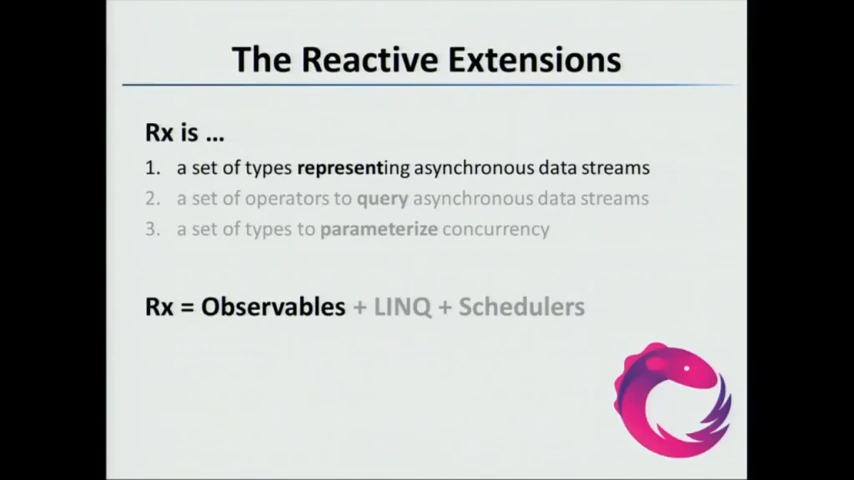 The Reactive Extensions
Rx is ...
1. a set of types representing asynchronous data streams
2. a set of operators to query asynchronous data streams
3. a set of types to parameterize concurrency
Rx = Observables + LINQ + Schedulers